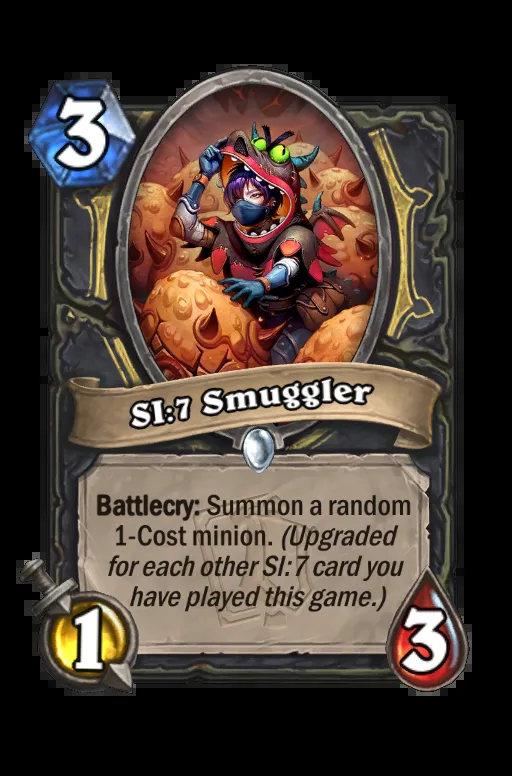 3
SI:7 Smuggler
Battlecry: Summon a random
1-Cost minion. (Upgraded
for each other SI:7 card you
have played this game.)
1
3